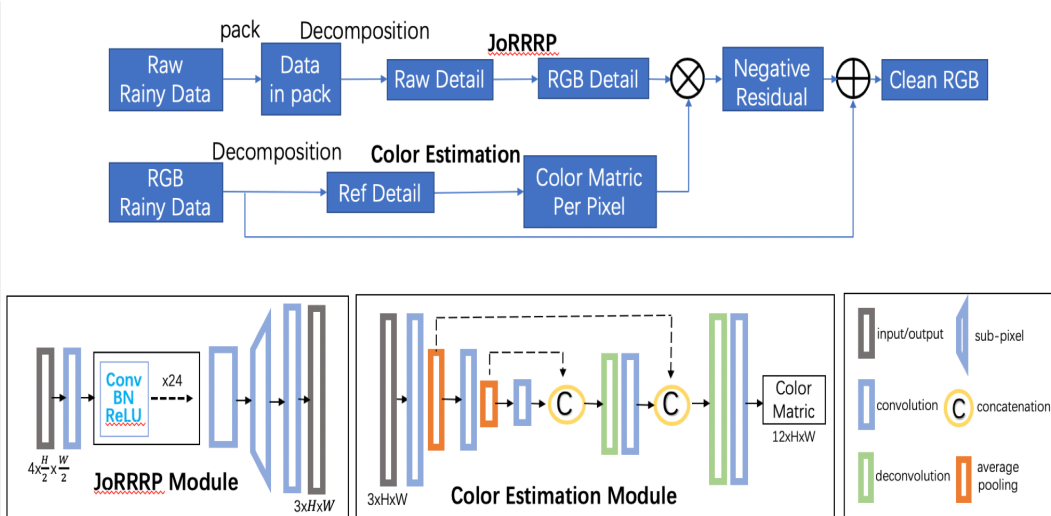 pack
Decomposition
JoRRRP
Raw
Rainy Data
Data
in pack
Raw Detail
RGB Detail
Negative
Residual
Clean RGB
Decomposition
Color Estimation
RGB
Rainy Data
Ref Detail
Color Matric
Per Pixel
Conv
BN
ReLU
x24
4x H/2 x W/2
JoRRRP Module
3xHxW
C
C
Color
Matric
12xHxW
3xHxW
Color Estimation Module
input/output
sub-pixel
convolution
C
concatenation
deconvolution
average
pooling